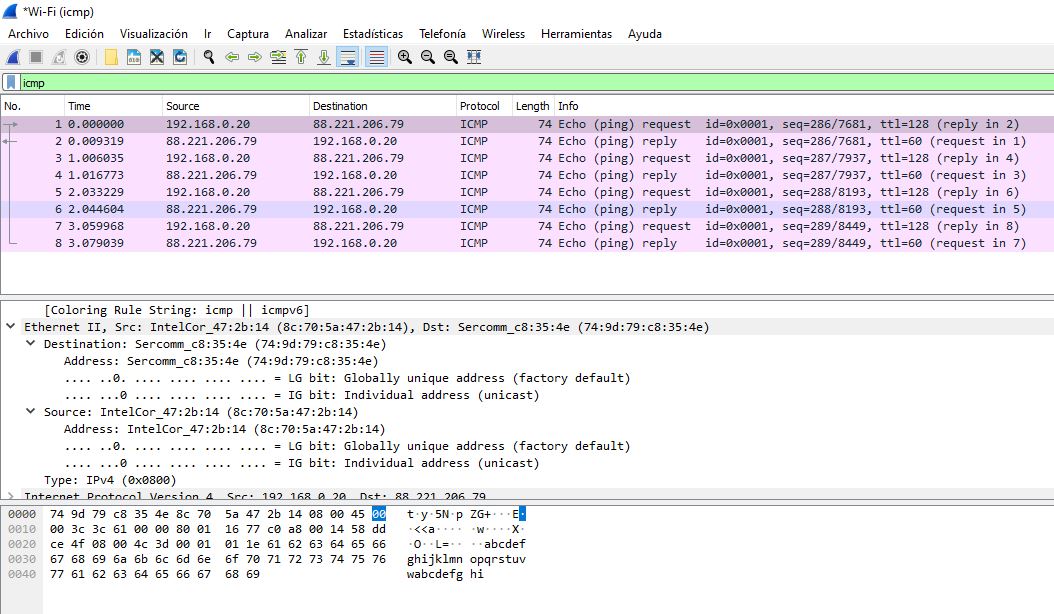 *Wi-Fi (icmp)
Archivo Edición Visualización Ir Captura Analizar Estadísticas Telefonía Wireless Herramientas Ayuda
icmp
No. Time Source Destination Protocol Length Info
1 0.000000 192.168.0.20 88.221.206.79 ICMP 74 Echo (ping) request id=0x0001, seq=286/7681, ttl=128 (reply in 2)
2 0.009319 88.221.206.79 192.168.0.20 ICMP 74 Echo (ping) reply id=0x0001, seq=286/7681, ttl=60 (request in 1)
3 1.006035 192.168.0.20 88.221.206.79 ICMP 74 Echo (ping) request id=0x0001, seq=287/7937, ttl=128 (reply in 4)
4 1.016773 88.221.206.79 192.168.0.20 ICMP 74 Echo (ping) reply id=0x0001, seq=287/7937, ttl=60 (request in 3)
5 2.033229 192.168.0.20 88.221.206.79 ICMP 74 Echo (ping) request id=0x0001, seq=288/8193, ttl=128 (reply in 6)
6 2.044604 88.221.206.79 192.168.0.20 ICMP 74 Echo (ping) reply id=0x0001, seq=288/8193, ttl=60 (request in 5)
7 3.059968 192.168.0.20 88.221.206.79 ICMP 74 Echo (ping) request id=0x0001, seq=289/8449, ttl=128 (reply in 8)
8 3.079039 88.221.206.79 192.168.0.20 ICMP 74 Echo (ping) reply id=0x0001, seq=289/8449, ttl=60 (request in 7)
[Coloring Rule String: icmp || icmpv6]
Ethernet II, Src: IntelCor_47:2b:14 (8c:70:5a:47:2b:14), Dst: Sercomm_c8:35:4e (74:9d:79:c8:35:4e)
Destination: Sercomm_c8:35:4e (74:9d:79:c8:35:4e)
Address: Sercomm_c8:35:4e (74:9d:79:c8:35:4e)
.... ..0. .... .... .... .... = LG bit: Globally unique address (factory default)
.... ...0 .... .... .... .... = IG bit: Individual address (unicast)
Source: IntelCor_47:2b:14 (8c:70:5a:47:2b:14)
Address: IntelCor_47:2b:14 (8c:70:5a:47:2b:14)
.... ..0. .... .... .... .... = LG bit: Globally unique address (factory default)
.... ...0 .... .... .... .... = IG bit: Individual address (unicast)
Type: IPv4 (0x0800)
Internet Protocol Version 4, Src: 192.168.0.20, Dst: 88.221.206.79
0000 74 9d 79 c8 35 4e 8c 70 5a 47 2b 14 08 00 45 00 t·y·5N·p ZG+···E·
0010 00 3c 3c 61 00 00 80 01 16 77 c0 a8 00 14 58 dd ·<<a···· ·w····X·
0020 ce 4f 08 00 4c 3d 00 01 01 1e 61 62 63 64 65 66 ·O··L=·· ··abcdef
0030 67 68 69 6a 6b 6c 6d 6e 6f 70 71 72 73 74 75 76 ghijklmn opqrstuv
0040 77 61 62 63 64 65 66 67 68 69 wabcdefg hi